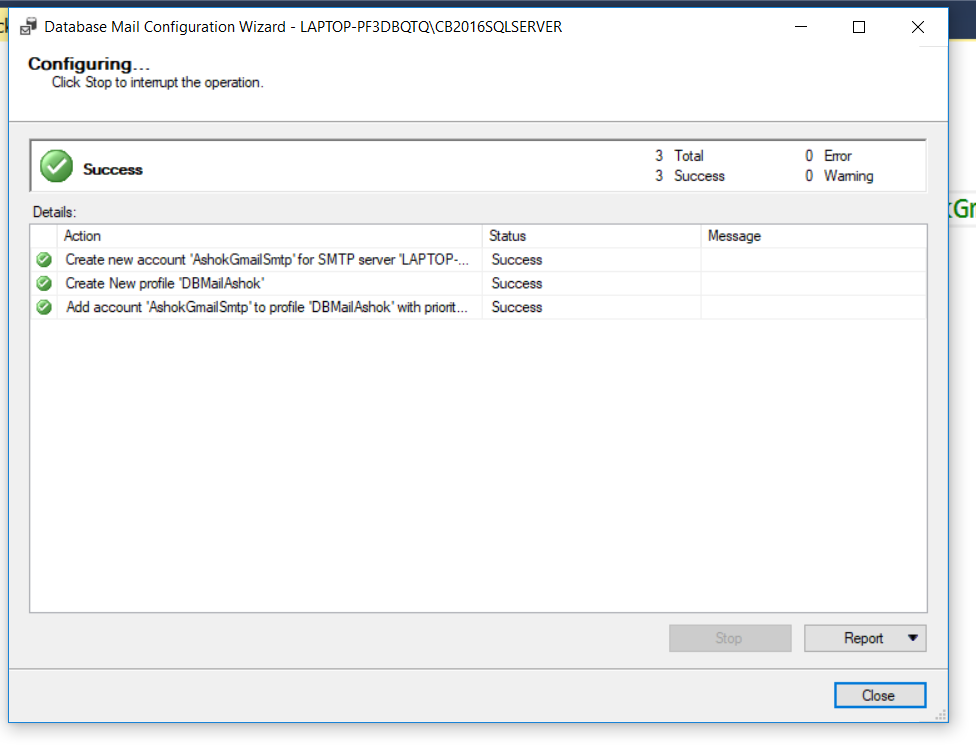 Database Mail Configuration Wizard - LAPTOP-PF3DBQTQ\CB2016SQLSERVER
Configuring...
Click Stop to interrupt the operation.
Success
3 Total 0 Error
3 Success 0 Warning
Details:
Action Status Message
Create new account 'AshokGmailSmtp' for SMTP server 'LAPTOP-... Success
Create New profile 'DBMailAshok' Success
Add account 'AshokGmailSmtp' to profile 'DBMailAshok' with priorit... Success
Stop Report
Close